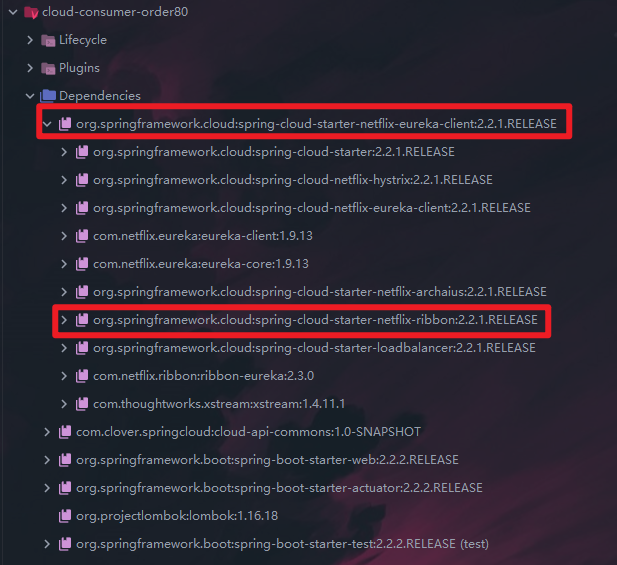 cloud-consumer-order80
Lifecycle
Plugins
Dependencies
org.springframework.cloud:spring-cloud-starter-netflix-eureka-client:2.2.1.RELEASE
org.springframework.cloud:spring-cloud-starter:2.2.1.RELEASE
org.springframework.cloud:spring-cloud-netflix-hystrix:2.2.1.RELEASE
org.springframework.cloud:spring-cloud-netflix-eureka-client:2.2.1.RELEASE
com.netflix.eureka:eureka-client:1.9.13
com.netflix.eureka:eureka-core:1.9.13
org.springframework.cloud:spring-cloud-starter-netflix-archaius:2.2.1.RELEASE
org.springframework.cloud:spring-cloud-starter-netflix-ribbon:2.2.1.RELEASE
org.springframework.cloud:spring-cloud-starter-loadbalancer:2.2.1.RELEASE
com.netflix.ribbon:ribbon-eureka:2.3.0
com.thoughtworks.xstream:xstream:1.4.11.1
com.clover.springcloud:cloud-api-commons:1.0-SNAPSHOT
org.springframework.boot:spring-boot-starter-web:2.2.2.RELEASE
org.springframework.boot:spring-boot-starter-actuator:2.2.2.RELEASE
org.projectlombok:lombok:1.16.18
org.springframework.boot:spring-boot-starter-test:2.2.2.RELEASE (test)